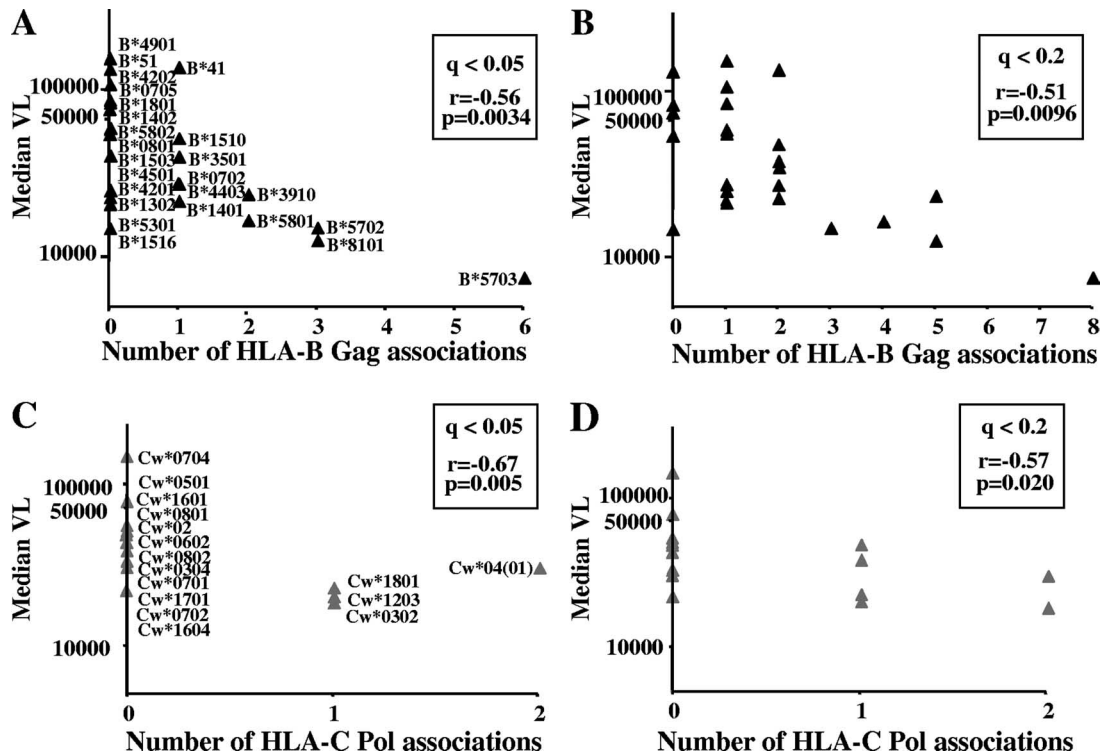 A
B*4901
B*51
B*41
B*4202
B*0705
B*1801
B*1402
B*5802
B*0801
B*1510
B*1503
B*3501
B*4501
B*0702
B*4201
B*4403
B*3910
B*1302
B*1401
B*5801
B*5301
B*5702
B*1516
B*8101
B*5703
q < 0.05
r=-0.56
p=0.0034
Median VL
100000
50000
10000
0 1 2 3 4 5 6
Number of HLA-B Gag associations
B
q < 0.2
r=-0.51
p=0.0096
Median VL
100000
50000
10000
0 1 2 3 4 5 6 7 8
Number of HLA-B Gag associations
C
q < 0.05
r=-0.67
p=0.005
Cw*0704
Cw*0501
Cw*1601
Cw*0801
Cw*02
Cw*0602
Cw*0802
Cw*0304
Cw*0701
Cw*1701
Cw*0702
Cw*1604
Cw*1801
Cw*1203
Cw*0302
Cw*04(01)
Median VL
100000
50000
10000
0 1 2
Number of HLA-C Pol associations
D
q < 0.2
r=-0.57
p=0.020
Median VL
100000
50000
10000
0 1 2
Number of HLA-C Pol associations